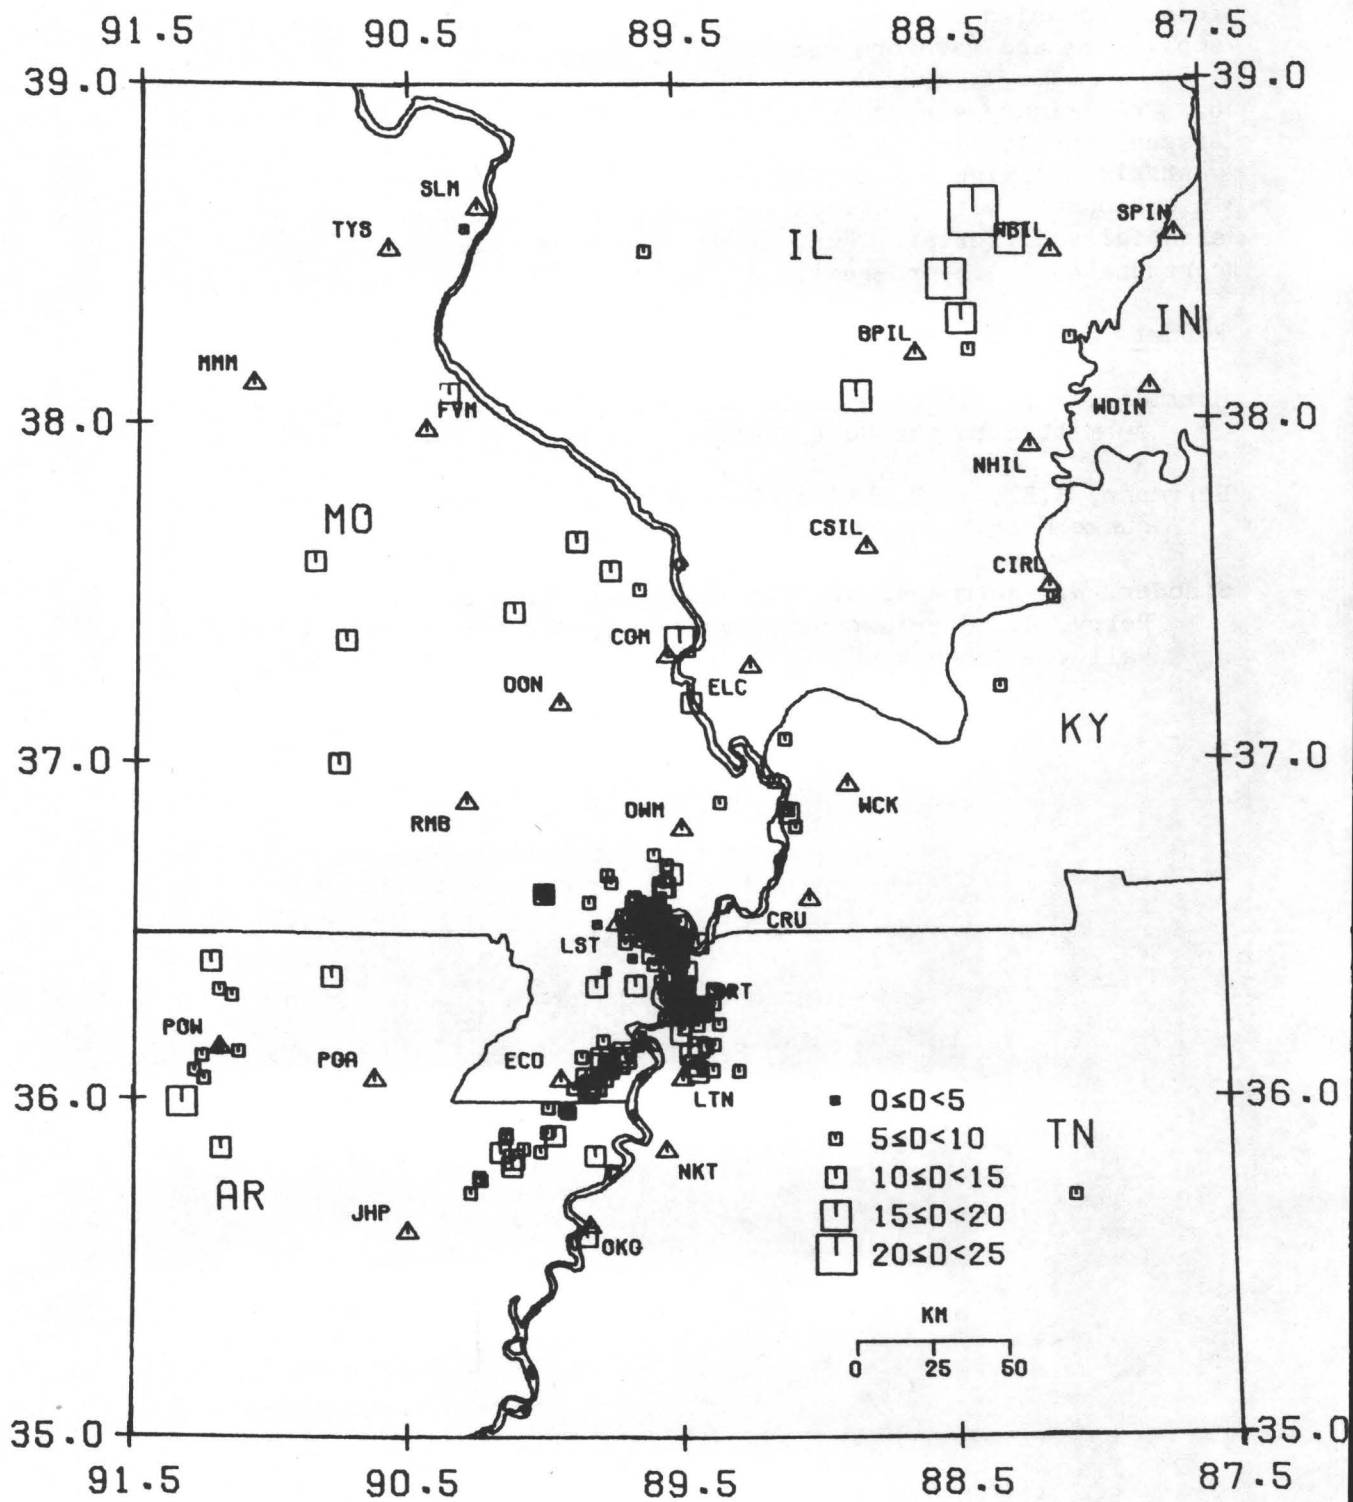 91.5 90.5 89.5 88.5 87.5
39.0 39.0
SLM
SPIN
TYS
IL
IN
BPIL
MMM
FVM
WDIN
38.0 38.0
NHIL
MO
CSIL
CIRL
CGM
DON
ELC
KY
37.0 37.0
WCK
RMB
DWM
CRU
LST
POW
PGA
ECD
LTN
36.0 36.0
0≤D<5
5≤D<10
TN
NKT
10≤D<15
AR
JHP
15≤D<20
OKG
20≤D<25
KM
0 25 50
35.0 35.0
91.5 90.5 89.5 88.5 87.5